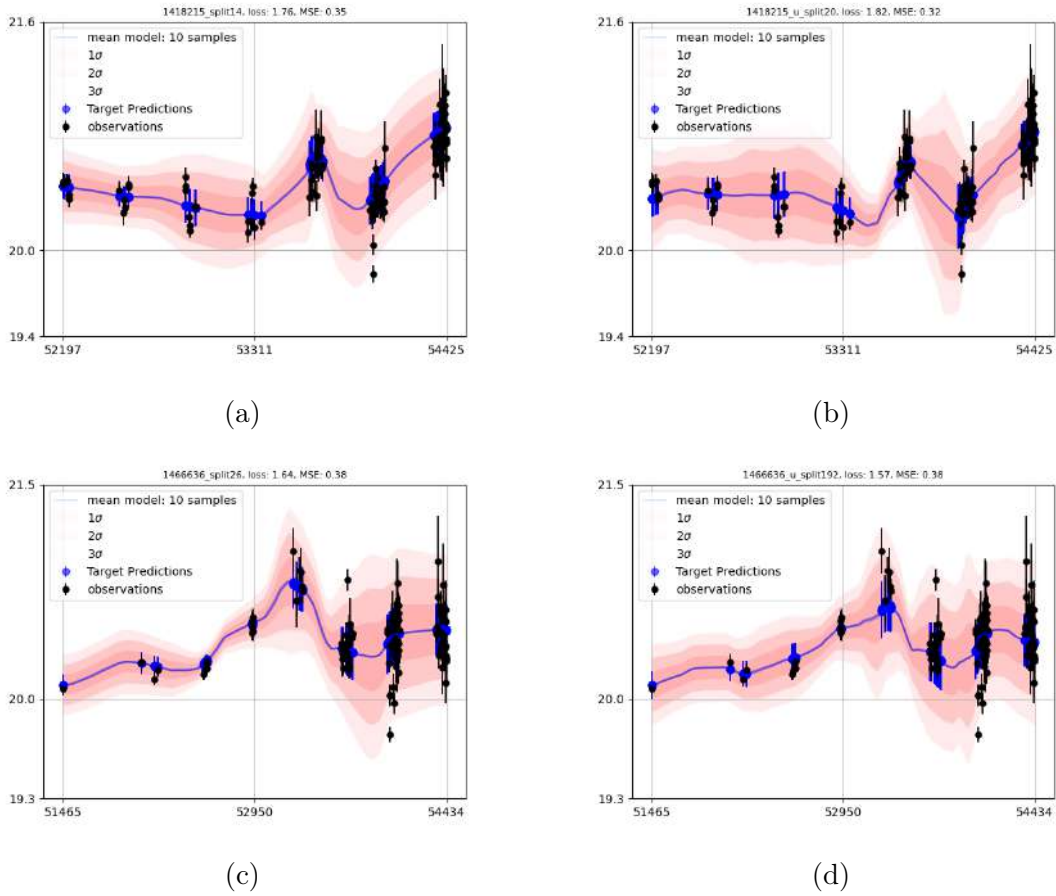 1418215_split14, loss: 1.76, MSE: 0.35
21.6
mean model: 10 samples
1σ
2σ
3σ
Target Predictions
observations
20.0
19.4
52197
53311
54425
(a)
1418215_u_split20, loss: 1.82, MSE: 0.32
21.6
mean model: 10 samples
1σ
2σ
3σ
Target Predictions
observations
20.0
19.4
52197
53311
54425
(b)
1466636_split26, loss: 1.64, MSE: 0.38
21.5
mean model: 10 samples
1σ
2σ
3σ
Target Predictions
observations
20.0
19.3
51465
52950
54434
(c)
1466636_u_split192, loss: 1.57, MSE: 0.38
21.5
mean model: 10 samples
1σ
2σ
3σ
Target Predictions
observations
20.0
19.3
51465
52950
54434
(d)